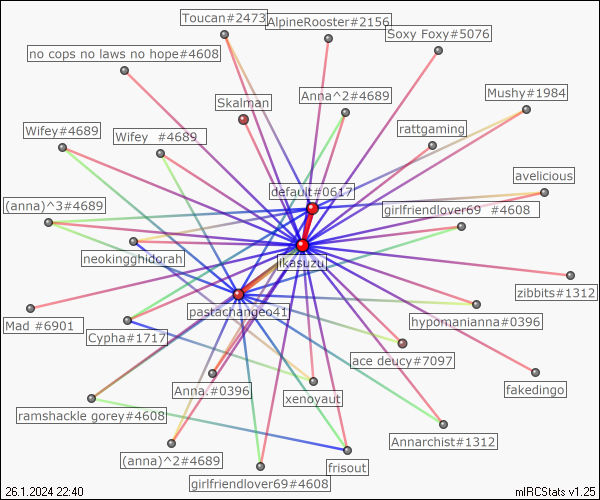 Toucan#2473
AlpineRooster#2156
Soxy Foxy#5076
no cops no laws no hope#4608
Skalman
Anna^2#4689
Mushy#1984
Wifey#4689
Wifey  #4689
rattgaming
avelicious
default#0617
(anna)^3#4689
girlfriendlover69  #4608
neokingghidorah
ikasuzu
zibbits#1312
pastachangeo41
Mad #6901
Cypha#1717
hypomanianna#0396
ace deucy#7097
Anna.#0396
xenoyaut
fakedingo
ramshackle gorey#4608
Annarchist#1312
(anna)^2#4689
frisout
girlfriendlover69#4608
26.1.2024 22:40
mIRCStats v1.25